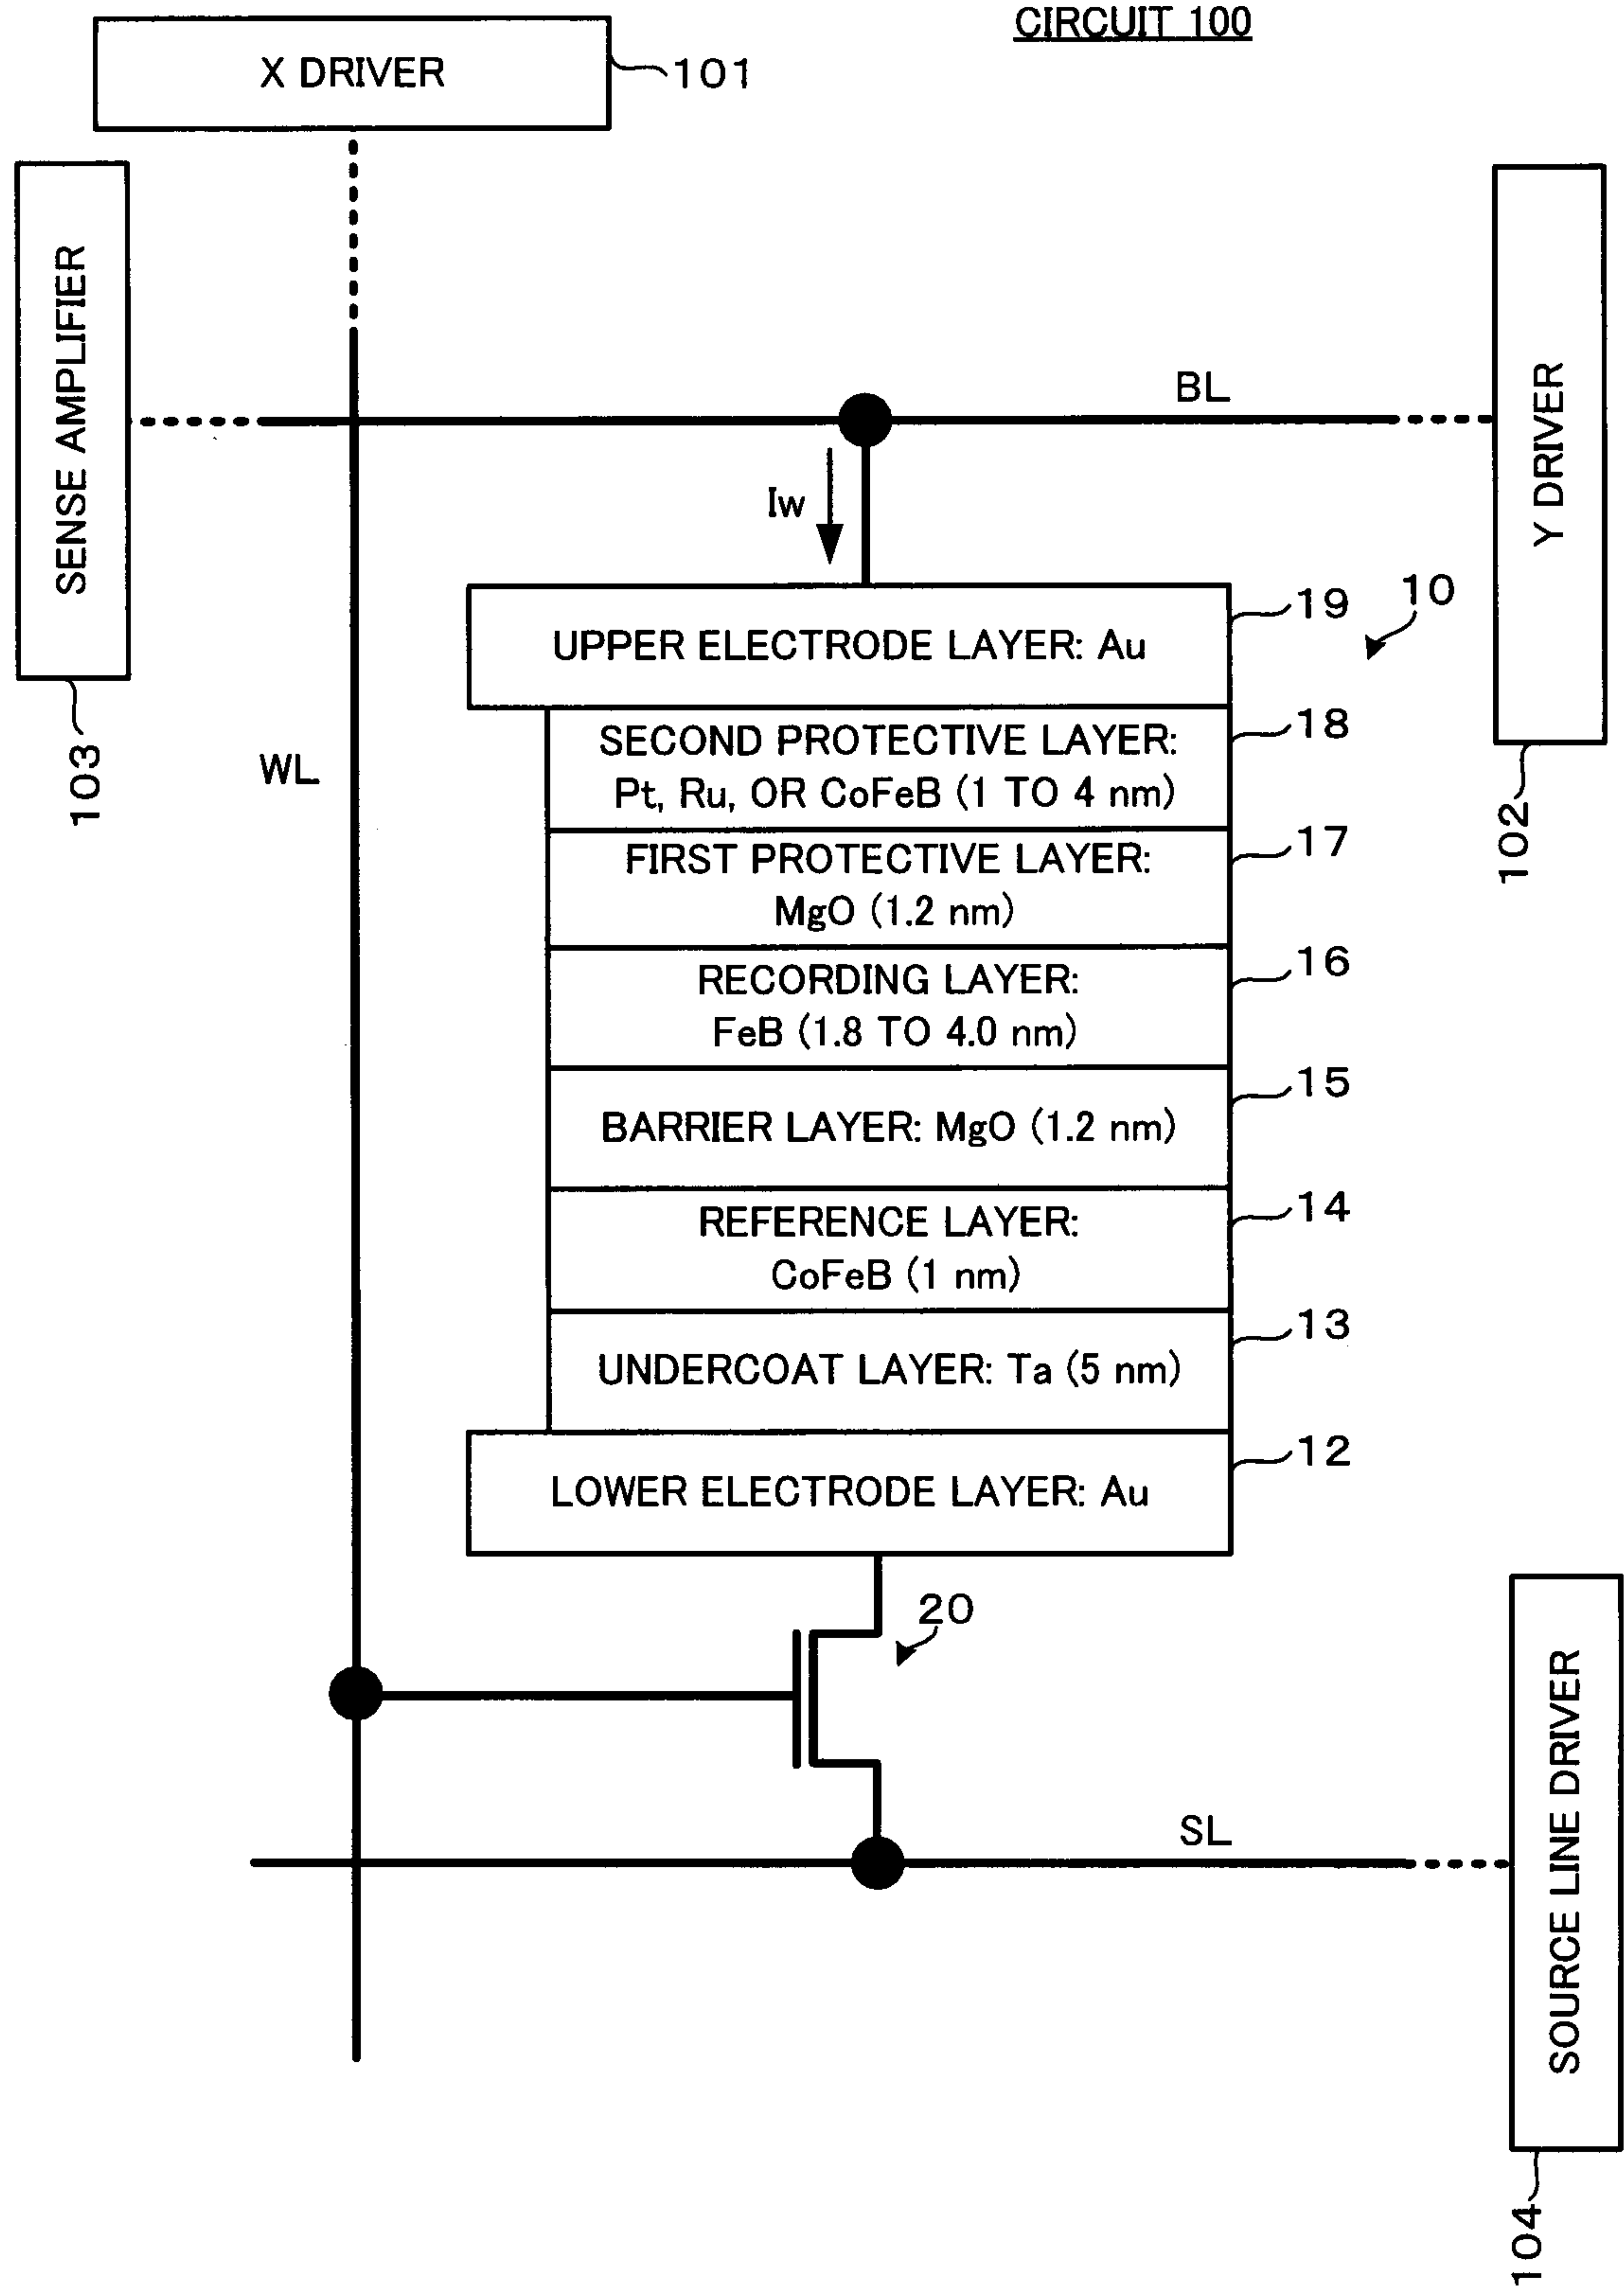 CIRCUIT 100
X DRIVER
101
SENSE AMPLIFIER
103
Y DRIVER
102
BL
Iw
WL
10
UPPER ELECTRODE LAYER: Au
19
SECOND PROTECTIVE LAYER:
Pt, Ru, OR CoFeB (1 TO 4 nm)
18
FIRST PROTECTIVE LAYER:
MgO (1.2 nm)
17
RECORDING LAYER:
FeB (1.8 TO 4.0 nm)
16
BARRIER LAYER: MgO (1.2 nm)
15
REFERENCE LAYER:
CoFeB (1 nm)
14
UNDERCOAT LAYER: Ta (5 nm)
13
LOWER ELECTRODE LAYER: Au
12
20
SL
SOURCE LINE DRIVER
104